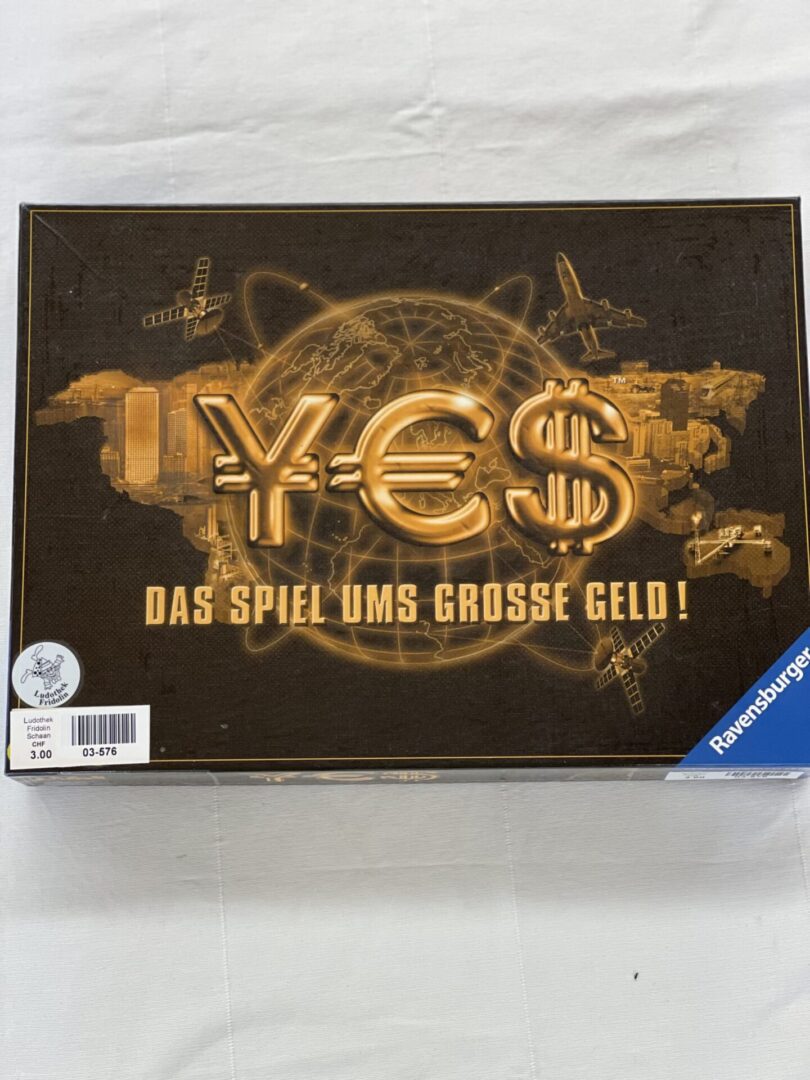 ¥€$
TM
DAS SPIEL UMS GROSSE GELD!
Ludothek
Fridolin
Ludothek
Fridolin
Schaan
CHF
3.00
03-576
Ravensburger
¥€$